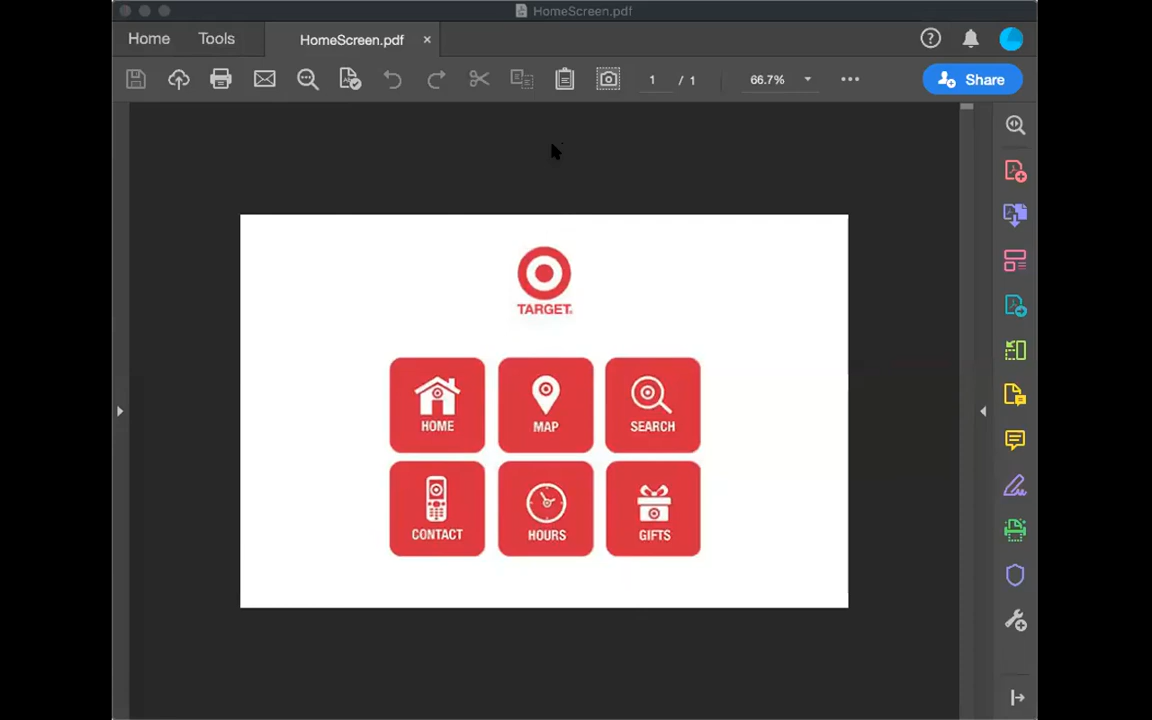 HomeScreen.pdf
Home Tools HomeScreen.pdf ×
1 / 1 66.7% Share
TARGET®
HOME MAP SEARCH
CONTACT HOURS GIFTS